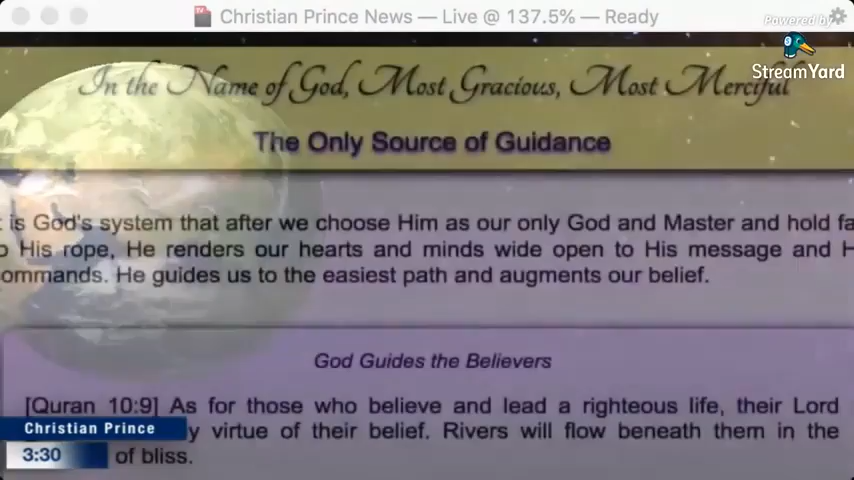 Christian Prince News — Live @ 137.5% — Ready
Powered by
StreamYard
In the Name of God, Most Gracious, Most Merciful
The Only Source of Guidance
is God's system that after we choose Him as our only God and Master and hold fa
o His rope, He renders our hearts and minds wide open to His message and H
ommands. He guides us to the easiest path and augments our belief.
God Guides the Believers
[Quran 10:9] As for those who believe and lead a righteous life, their Lord
y virtue of their belief. Rivers will flow beneath them in the
of bliss.
Christian Prince
3:30